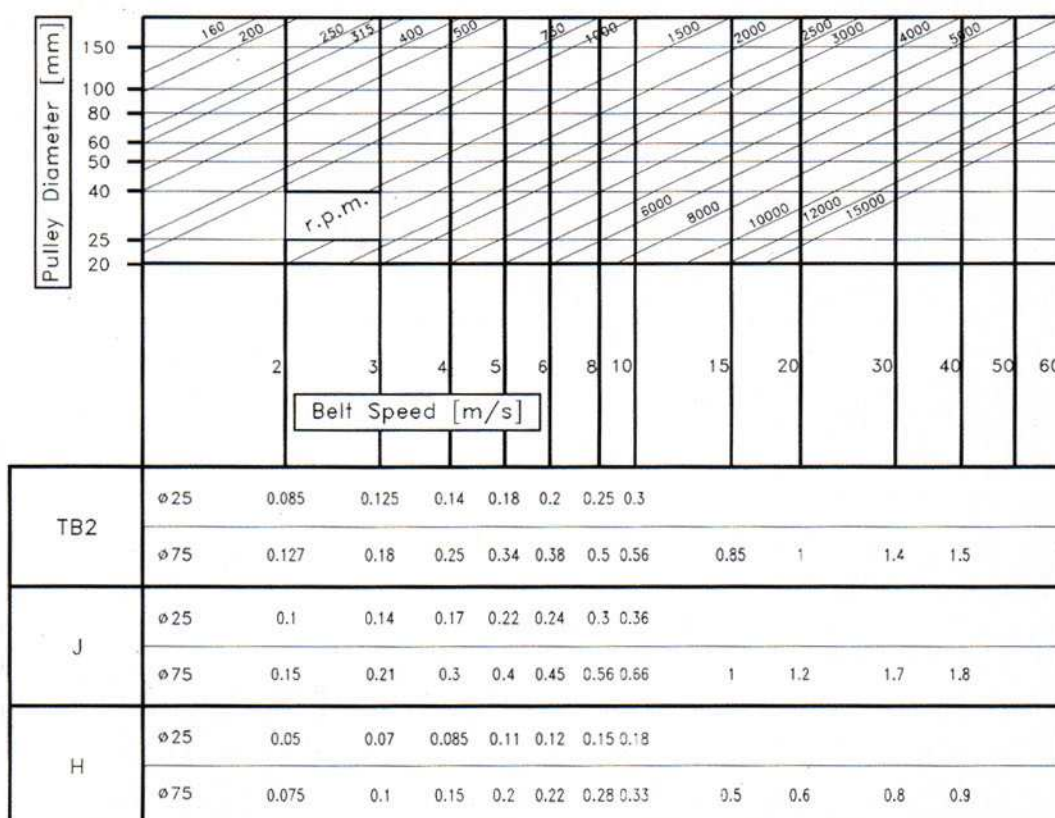 Pulley Diameter [mm]
160 200 250 315 400 500 750 1000 1500 2000 2500 3000 4000 5000
150
100
80
60
50
40
r.p.m.
6000 8000 10000 12000 15000
25
20
2 3 4 5 6 8 10 15 20 30 40 50 60
Belt Speed [m/s]
TB2
ø25 0.085 0.125 0.14 0.18 0.2 0.25 0.3
ø75 0.127 0.18 0.25 0.34 0.38 0.5 0.56 0.85 1 1.4 1.5
J
ø25 0.1 0.14 0.17 0.22 0.24 0.3 0.36
ø75 0.15 0.21 0.3 0.4 0.45 0.56 0.66 1 1.2 1.7 1.8
H
ø25 0.05 0.07 0.085 0.11 0.12 0.15 0.18
ø75 0.075 0.1 0.15 0.2 0.22 0.28 0.33 0.5 0.6 0.8 0.9